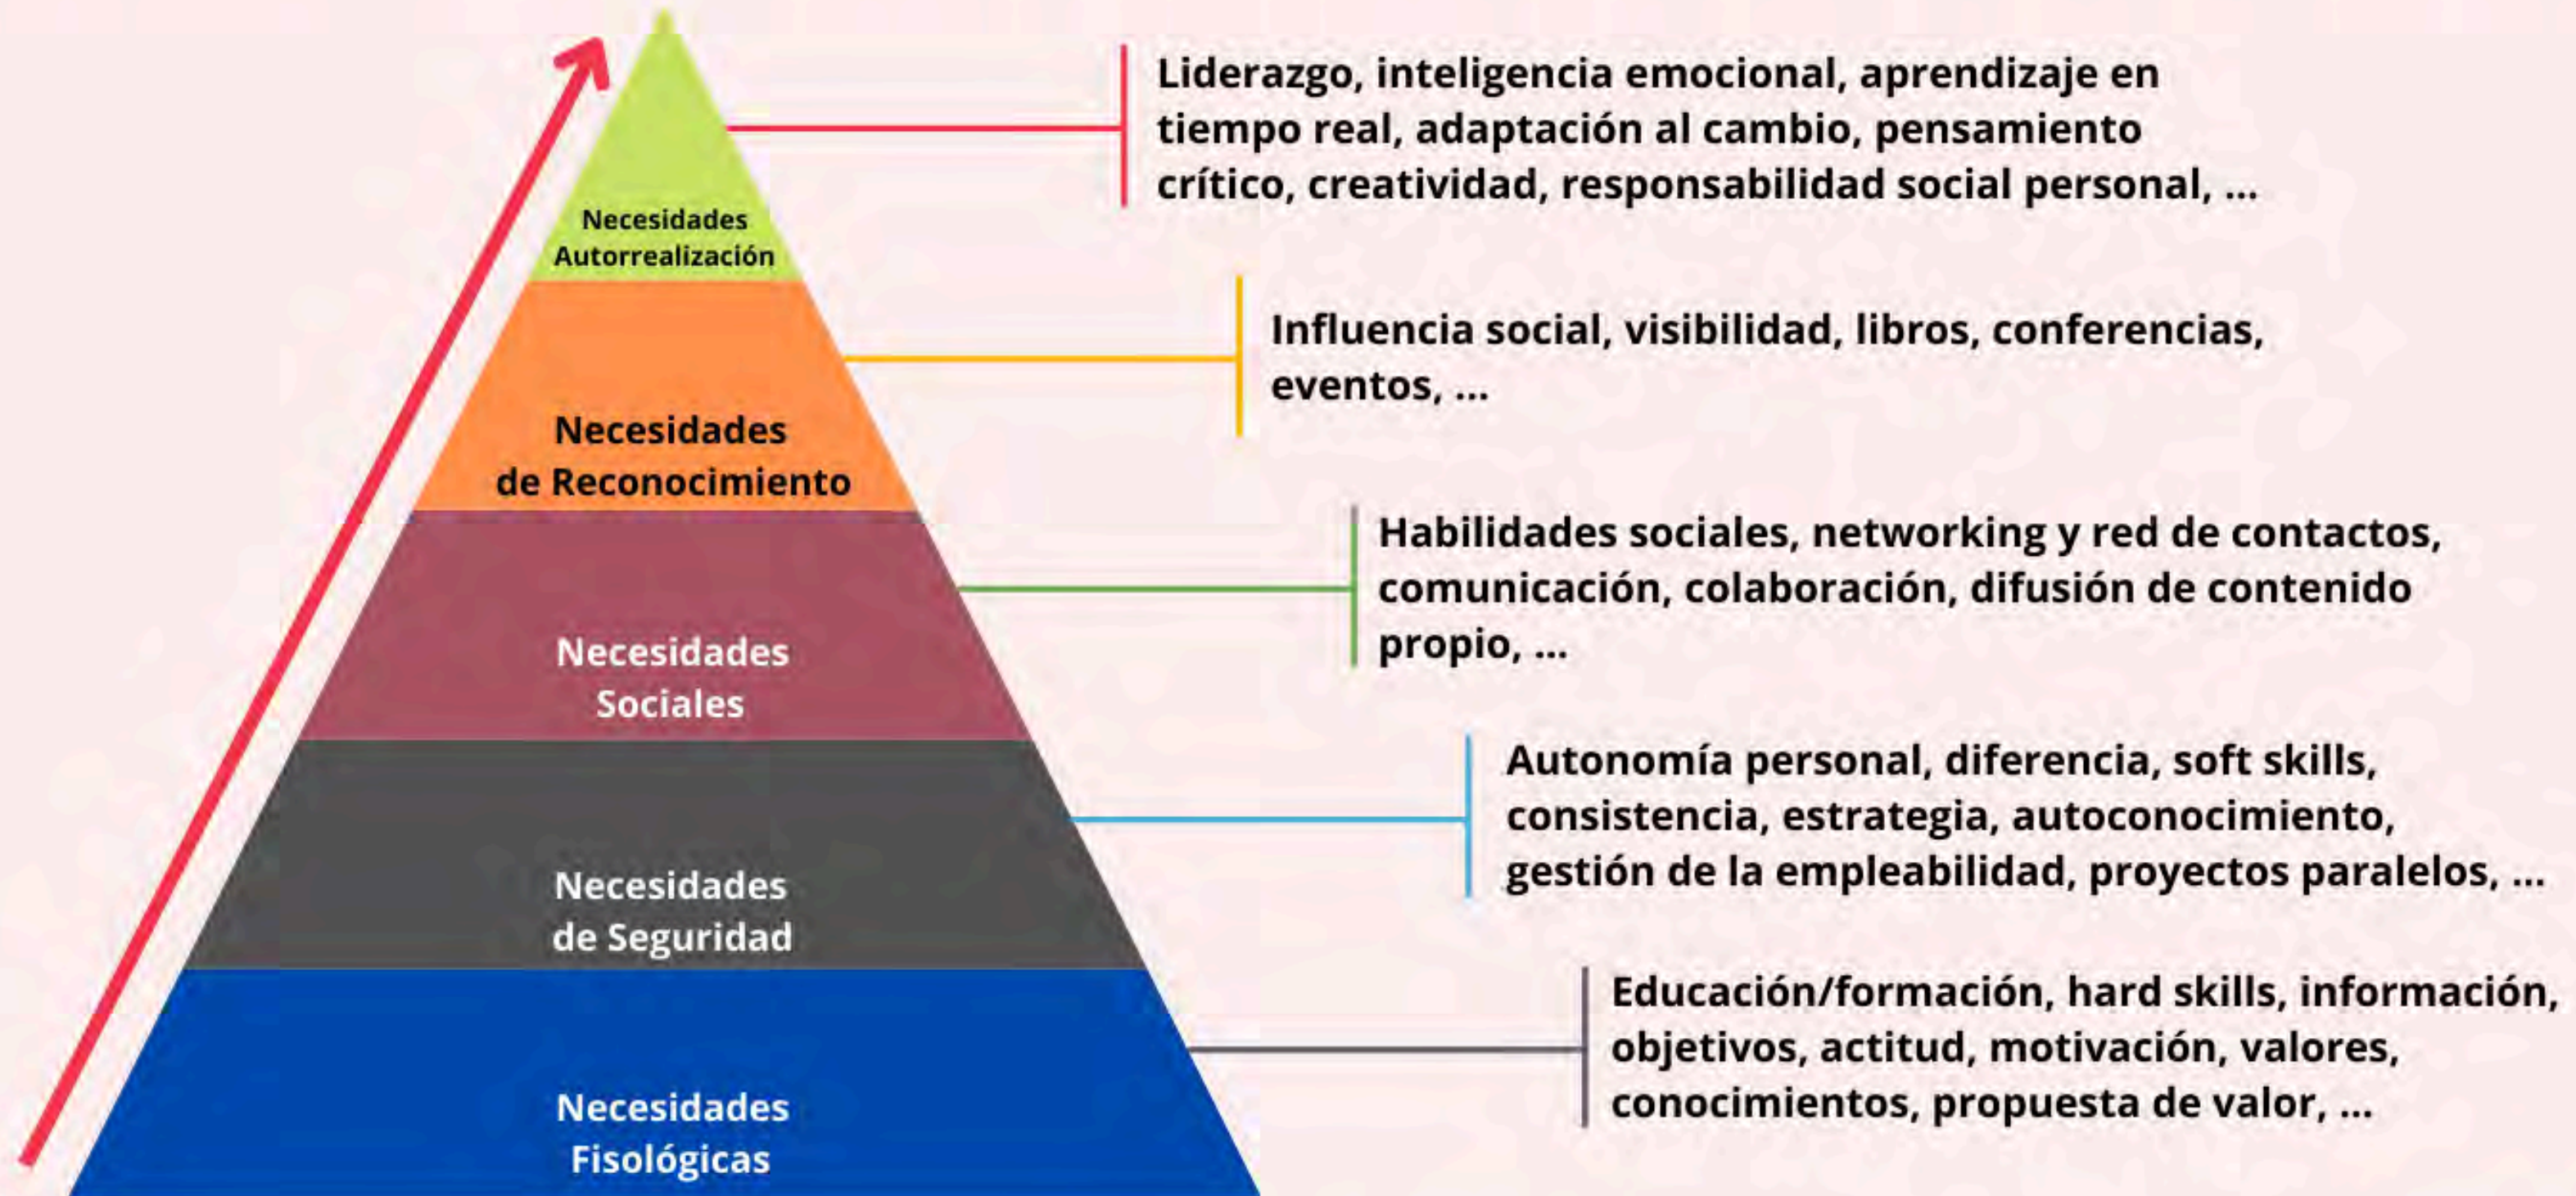 Liderazgo, inteligencia emocional, aprendizaje en
tiempo real, adaptación al cambio, pensamiento
crítico, creatividad, responsabilidad social personal, ...
Necesidades
Autorrealización
Influencia social, visibilidad, libros, conferencias,
eventos, ...
Necesidades
de Reconocimiento
Habilidades sociales, networking y red de contactos,
comunicación, colaboración, difusión de contenido
propio, ...
Necesidades
Sociales
Autonomía personal, diferencia, soft skills,
consistencia, estrategia, autoconocimiento,
gestión de la empleabilidad, proyectos paralelos, ...
Necesidades
de Seguridad
Educación/formación, hard skills, información,
objetivos, actitud, motivación, valores,
conocimientos, propuesta de valor, ...
Necesidades
Fisológicas